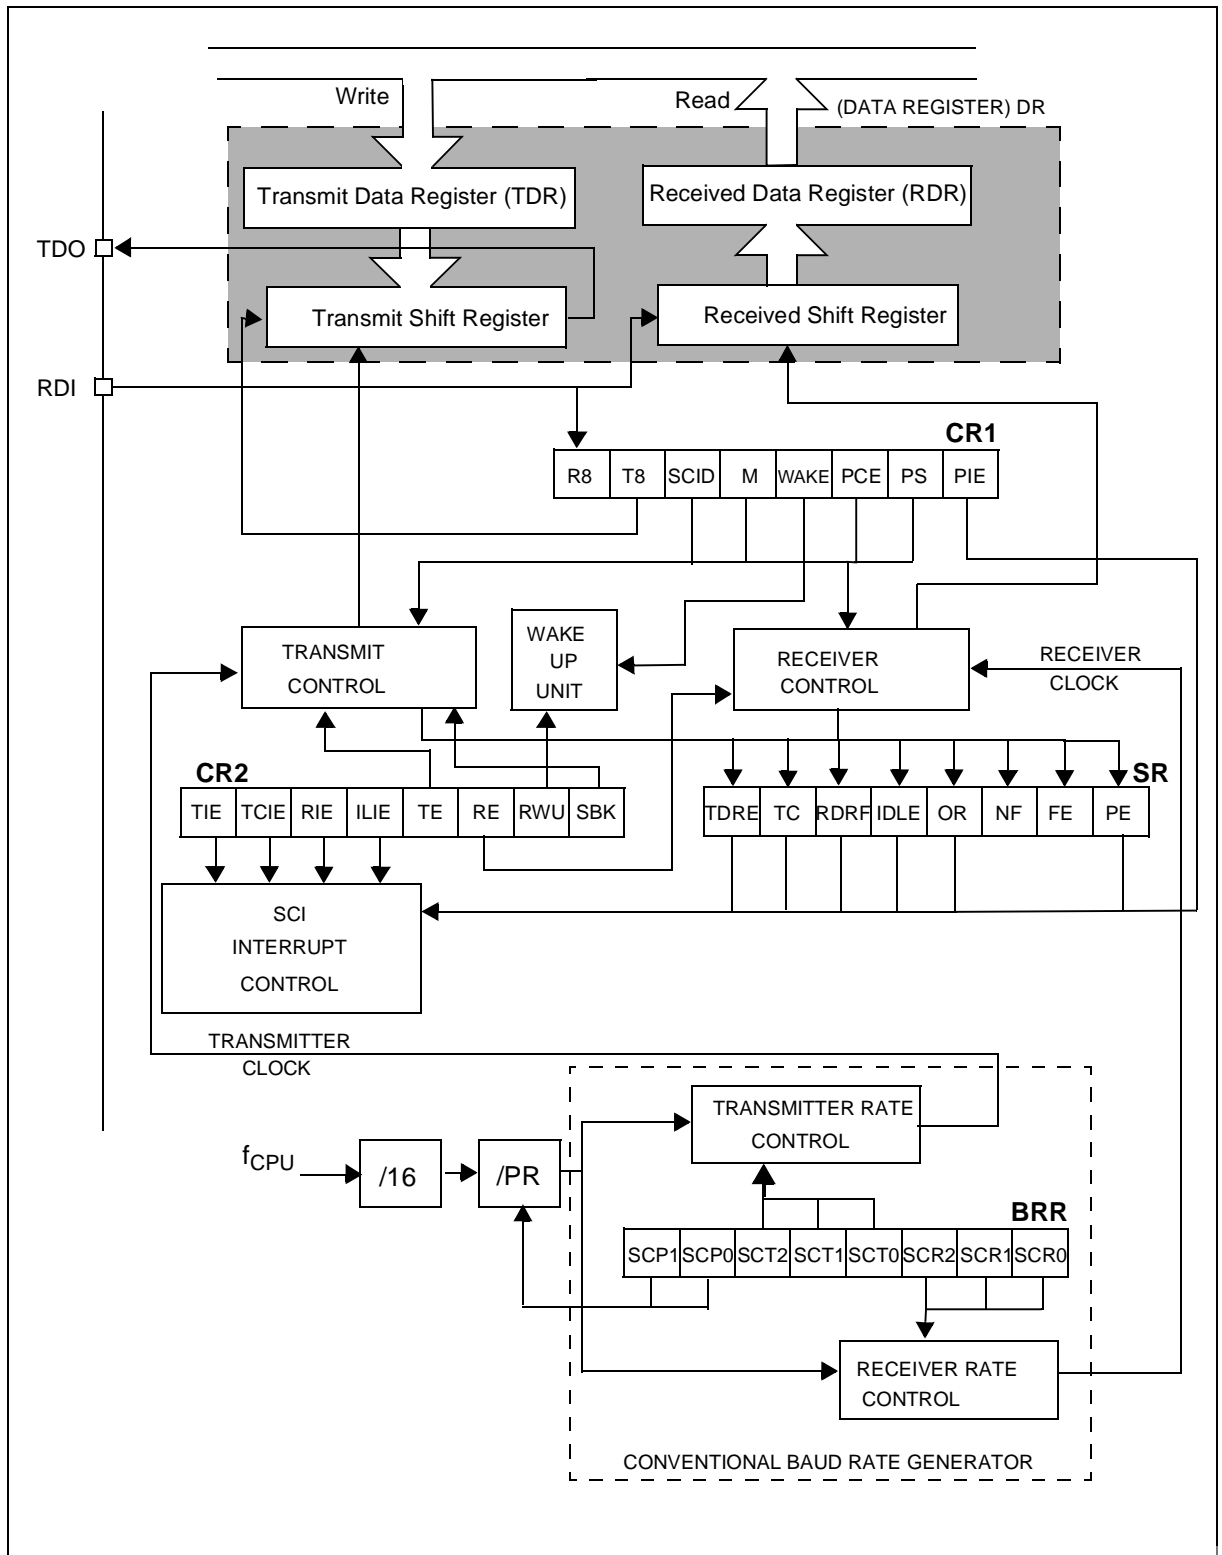 Write
Read
(DATA REGISTER) DR
Transmit Data Register (TDR)
Received Data Register (RDR)
TDO
Transmit Shift Register
Received Shift Register
RDI
CR1
R8 T8 SCID M WAKE PCE PS PIE
TRANSMIT
CONTROL
WAKE
UP
UNIT
RECEIVER
CONTROL
RECEIVER
CLOCK
CR2
SR
TIE TCIE RIE ILIE TE RE RWU SBK
TDRE TC RDRF IDLE OR NF FE PE
SCI
INTERRUPT
CONTROL
TRANSMITTER
CLOCK
TRANSMITTER RATE
CONTROL
fCPU
/16
/PR
BRR
SCP1 SCP0 SCT2 SCT1 SCT0 SCR2 SCR1 SCR0
RECEIVER RATE
CONTROL
CONVENTIONAL BAUD RATE GENERATOR